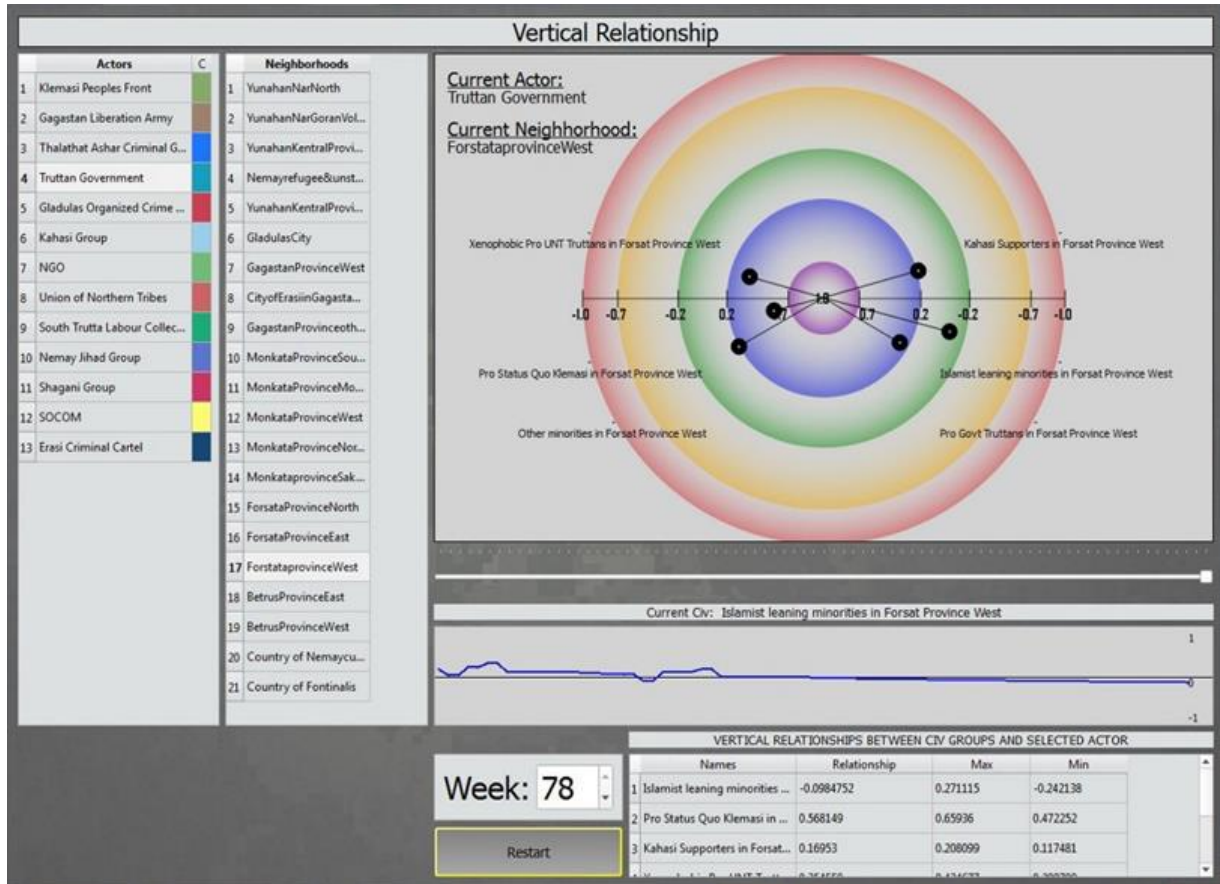 Vertical Relationship
Actors C
1 Klemasi Peoples Front
2 Gagastan Liberation Army
3 Thalathat Ashar Criminal G...
4 Truttan Government
5 Gladulas Organized Crime ...
6 Kahasi Group
7 NGO
8 Union of Northern Tribes
9 South Trutta Labour Collec...
10 Nemay Jihad Group
11 Shagani Group
12 SOCOM
13 Erasi Criminal Cartel
Neighborhoods
1 YunahanNarNorth
2 YunahanNarGoranVol...
3 YunahanKentralProvi...
4 Nemayrefugee&unst...
5 YunahanKentralProvi...
6 GladulasCity
7 GagastanProvinceWest
8 CityofErasiinGagasta...
9 GagastanProvinceoth...
10 MonkataProvinceSou...
11 MonkataProvinceMo...
12 MonkataProvinceWest
13 MonkataProvinceNor...
14 MonkataprovinceSak...
15 ForsataProvinceNorth
16 ForsataProvinceEast
17 ForstataprovinceWest
18 BetrusProvinceEast
19 BetrusProvinceWest
20 Country of Nemaycu...
21 Country of Fontinalis
Current Actor:
Truttan Government
Current Neighborhood:
ForstataprovinceWest
Xenophobic Pro UNT Truttans in Forsat Province West
Kahasi Supporters in Forsat Province West
-1.0 -0.7 -0.2 0.2 0.7 0.7 0.2 -0.2 -0.7 -1.0
Pro Status Quo Klemasi in Forsat Province West
Islamist leaning minorities in Forsat Province West
Other minorities in Forsat Province West
Pro Govt Truttans in Forsat Province West
Current Civ: Islamist leaning minorities in Forsat Province West
1
0
-1
Week: 78
Restart
VERTICAL RELATIONSHIPS BETWEEN CIV GROUPS AND SELECTED ACTOR
Names Relationship Max Min
1 Islamist leaning minorities ... -0.0984752 0.271115 -0.242138
2 Pro Status Quo Klemasi in ... 0.568149 0.65936 0.472252
3 Kahasi Supporters in Forsat... 0.16953 0.208099 0.117481